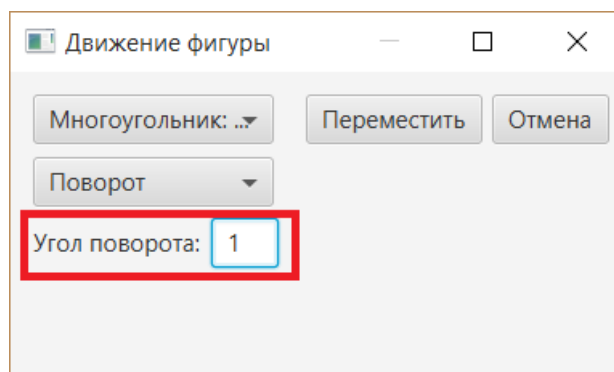 Движение фигуры
Многоугольник: ...
Переместить
Отмена
Поворот
Угол поворота: 1